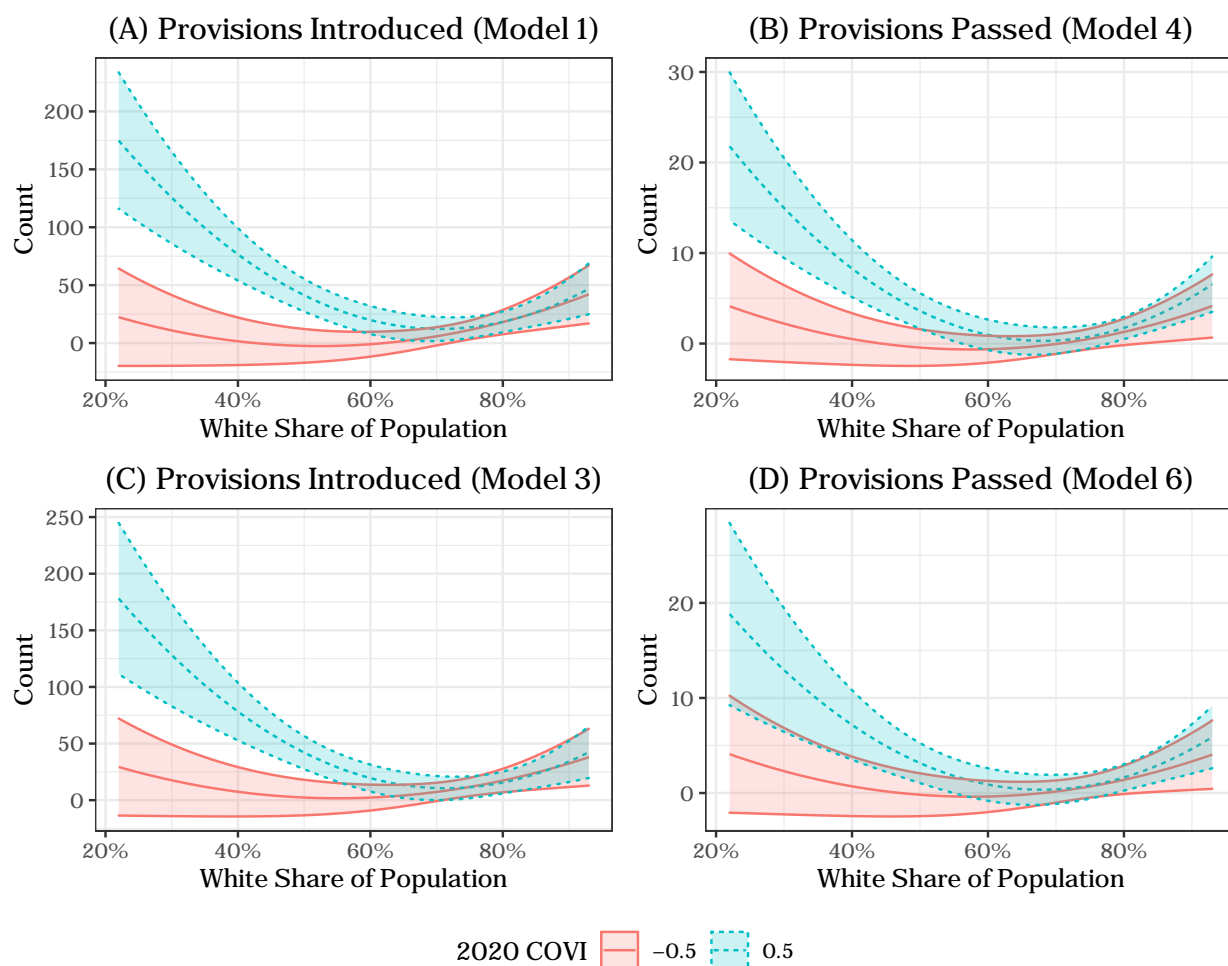 (A) Provisions Introduced (Model 1)
(B) Provisions Passed (Model 4)
Count
200
150
100
50
0
20%
40%
60%
80%
White Share of Population
Count
30
20
10
0
20%
40%
60%
80%
White Share of Population
(C) Provisions Introduced (Model 3)
(D) Provisions Passed (Model 6)
Count
250
200
150
100
50
0
20%
40%
60%
80%
White Share of Population
Count
20
10
0
20%
40%
60%
80%
White Share of Population
2020 COVI −0.5 0.5